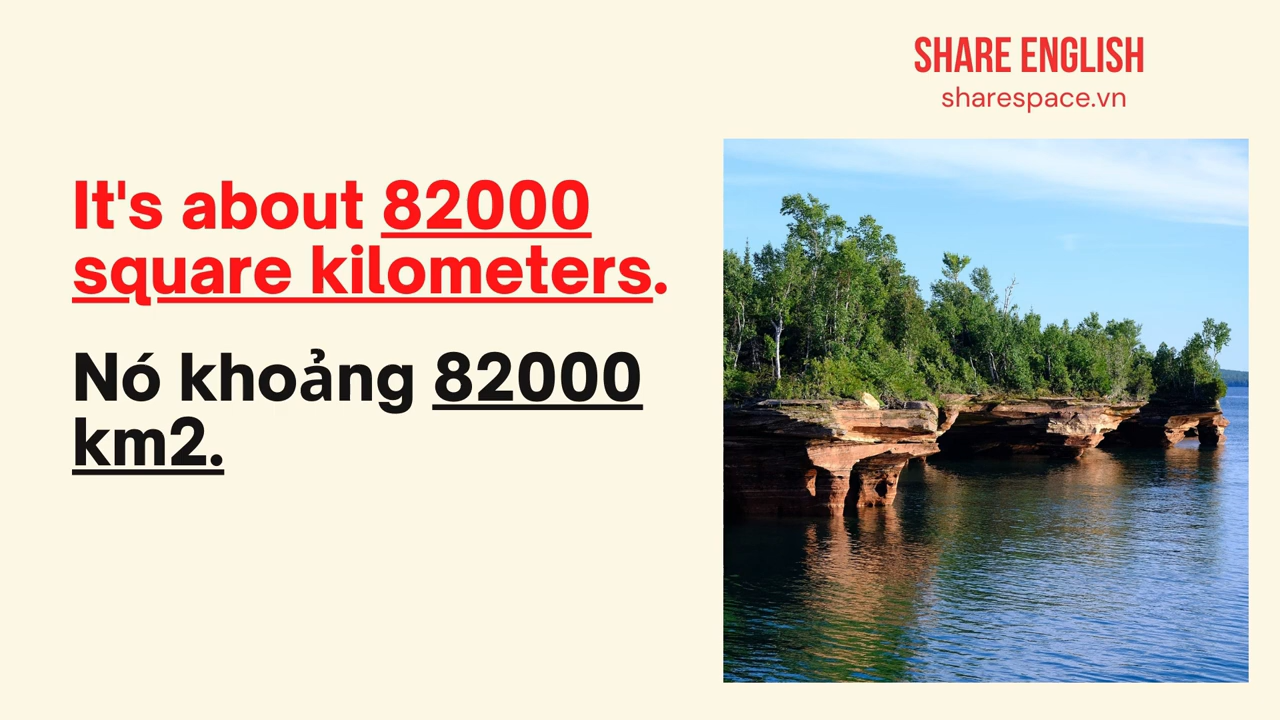 SHARE ENGLISH
sharespace.vn
It's about 82000
square kilometers.
Nó khoảng 82000
km2.